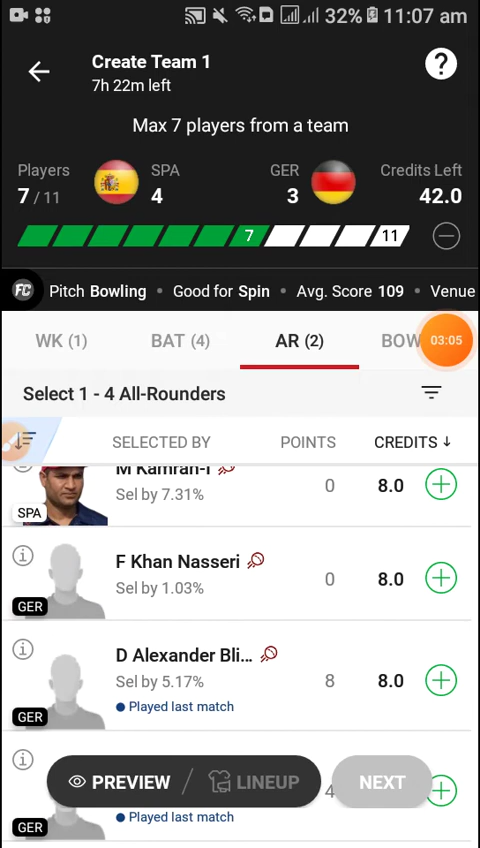 32% 11:07 am
Create Team 1
7h 22m left
?
Max 7 players from a team
Players
7 / 11
SPA
4
GER
3
Credits Left
42.0
7
11
FC Pitch Bowling • Good for Spin • Avg. Score 109 • Venue
WK (1)
BAT (4)
AR (2)
BOW
03:05
Select 1 - 4 All-Rounders
SELECTED BY
POINTS
CREDITS ↓
M Kamran-I
Sel by 7.31%
0
8.0
SPA
F Khan Nasseri
Sel by 1.03%
0
8.0
GER
D Alexander Bli...
Sel by 5.17%
8
8.0
Played last match
GER
PREVIEW / LINEUP
NEXT
4
Played last match
GER